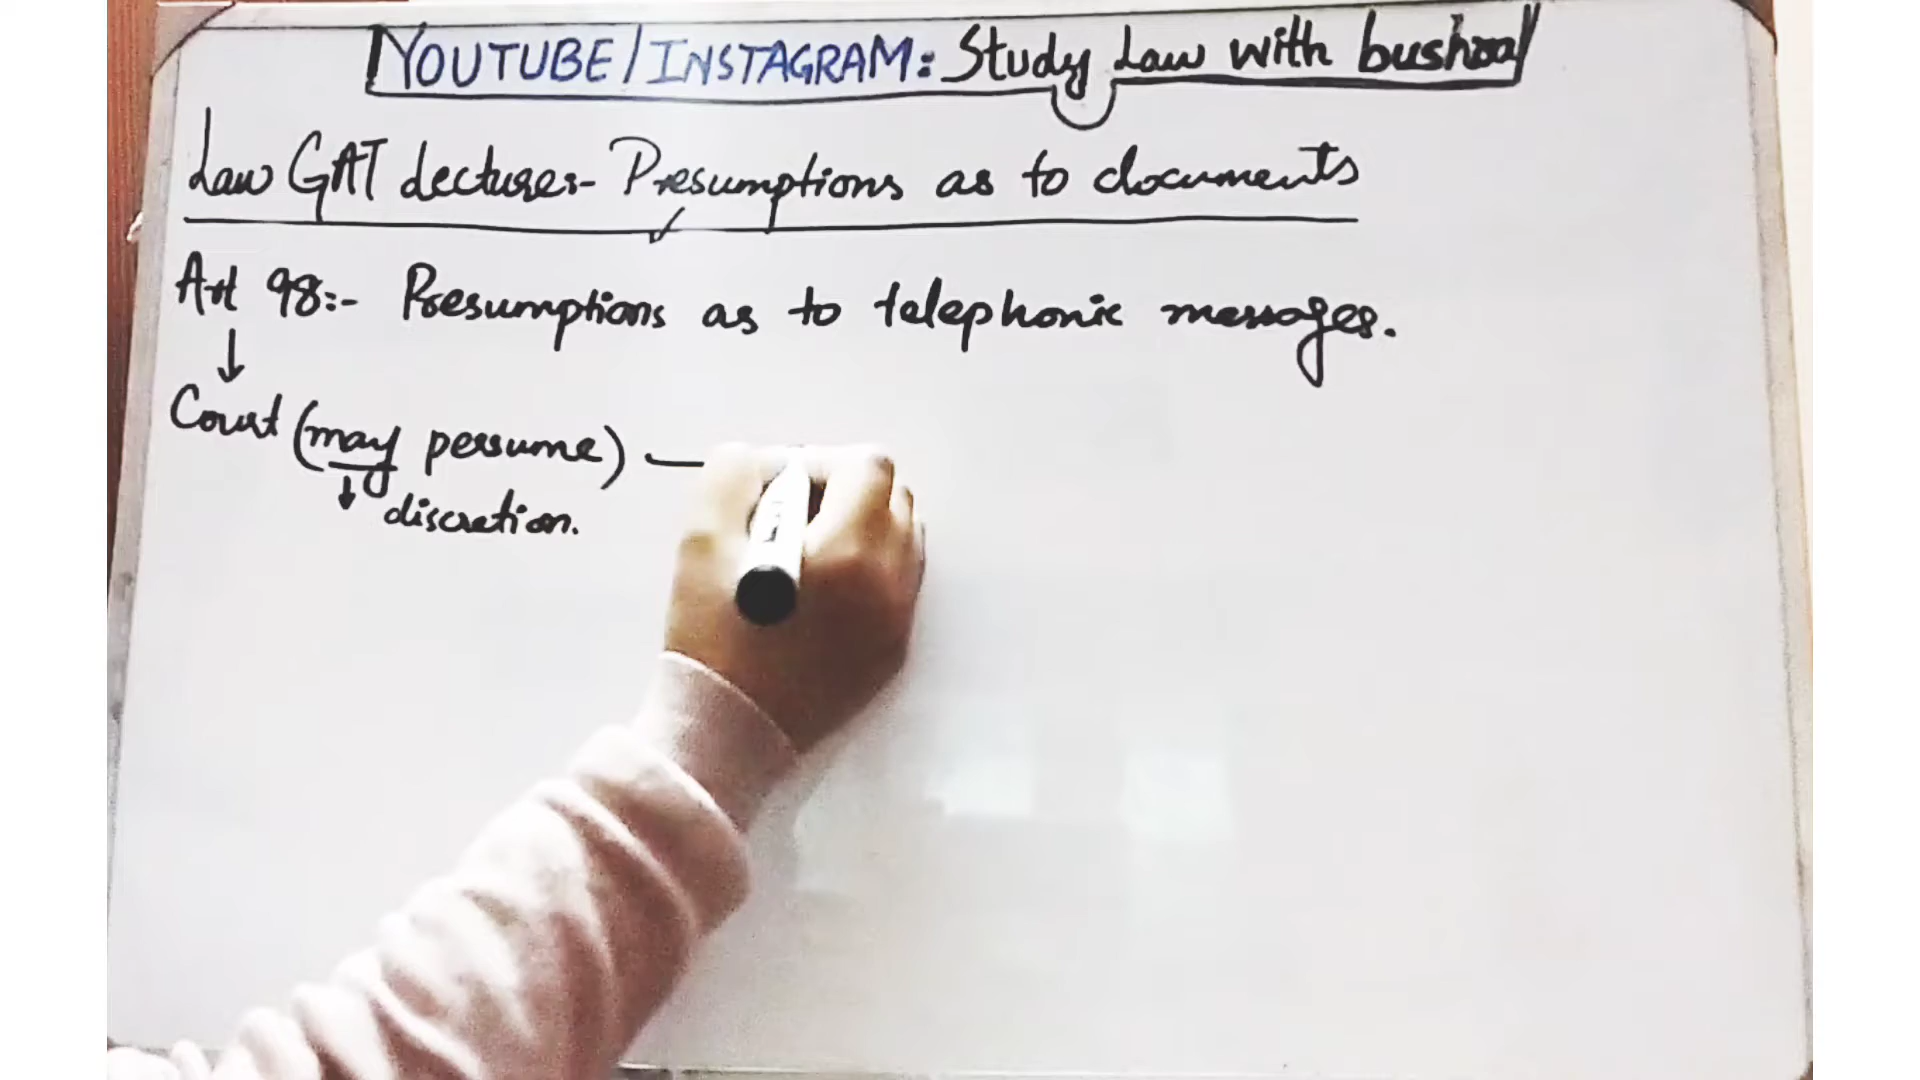 YOUTUBE/INSTAGRAM: Study Law with bushra
Law GAT Lectures- Presumptions as to documents
Art 98:- Presumptions as to telephonic messages.
Court (may persume) —
discretion.